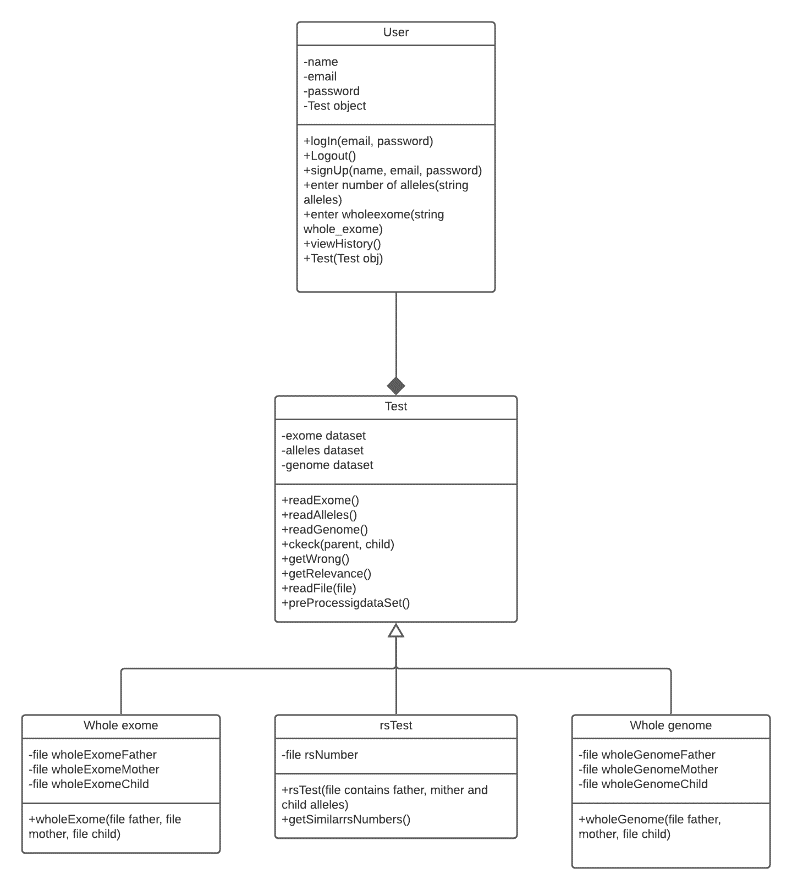 User
-name
-email
-password
-Test object
+logIn(email, password)
+Logout()
+signUp(name, email, password)
+enter number of alleles(string
alleles)
+enter wholeexome(string
whole_exome)
+viewHistory()
+Test(Test obj)
Test
-exome dataset
-alleles dataset
-genome dataset
+readExome()
+readAlleles()
+readGenome()
+ckeck(parent, child)
+getWrong()
+getRelevance()
+readFile(file)
+preProcessigdataSet()
Whole exome
-file wholeExomeFather
-file wholeExomeMother
-file wholeExomeChild
+wholeExome(file father, file
mother, file child)
rsTest
-file rsNumber
+rsTest(file contains father, mither and
child alleles)
+getSimilarrsNumbers()
Whole genome
-file wholeGenomeFather
-file wholeGenomeMother
-file wholeGenomeChild
+wholeGenome(file father,
mother, file child)